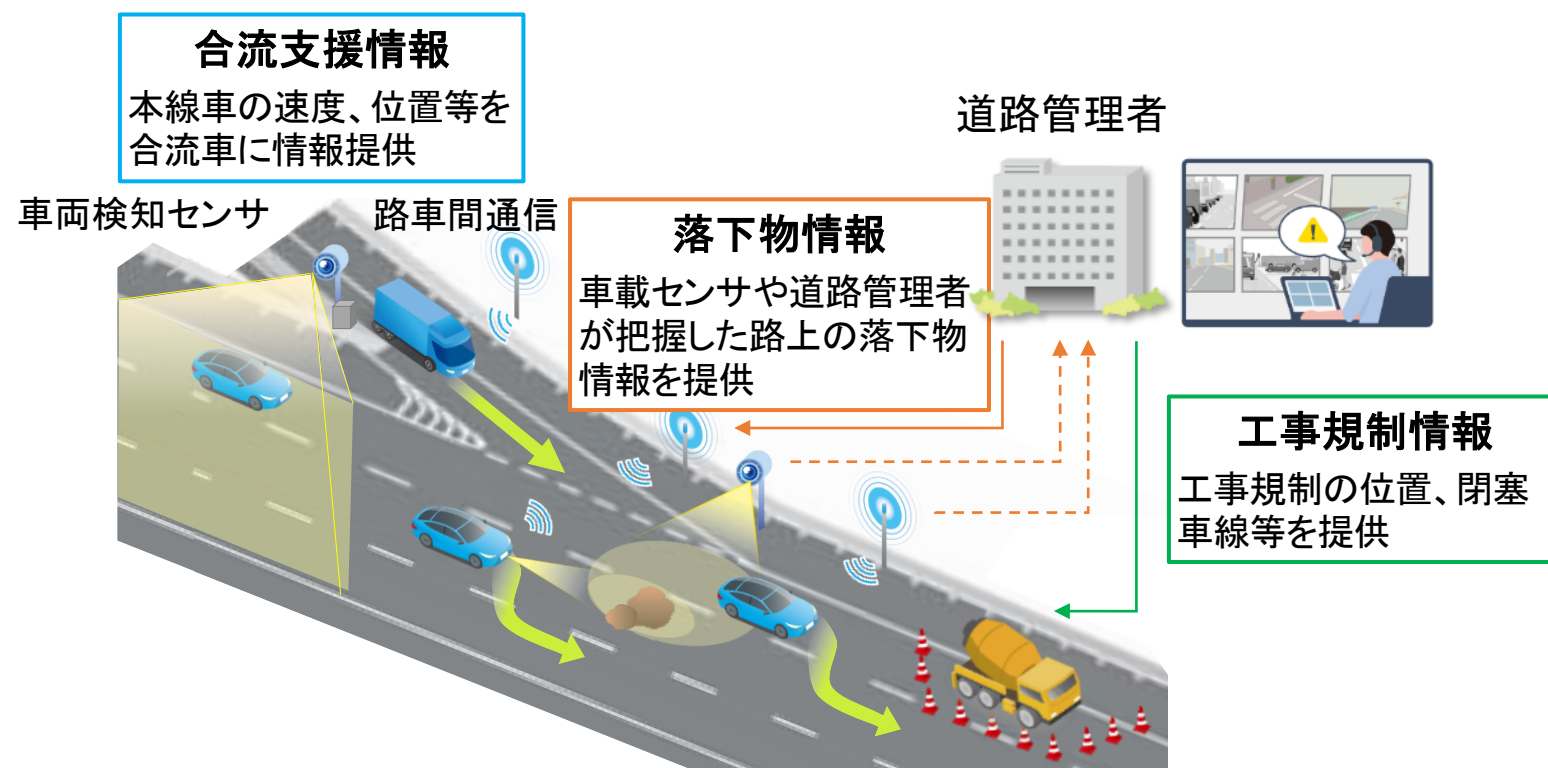 合流支援情報
本線車の速度、位置等を
合流車に情報提供
車両検知センサ
路車間通信
落下物情報
車載センサや道路管理者
が把握した路上の落下物
情報を提供
道路管理者
工事規制情報
工事規制の位置、閉塞
車線等を提供